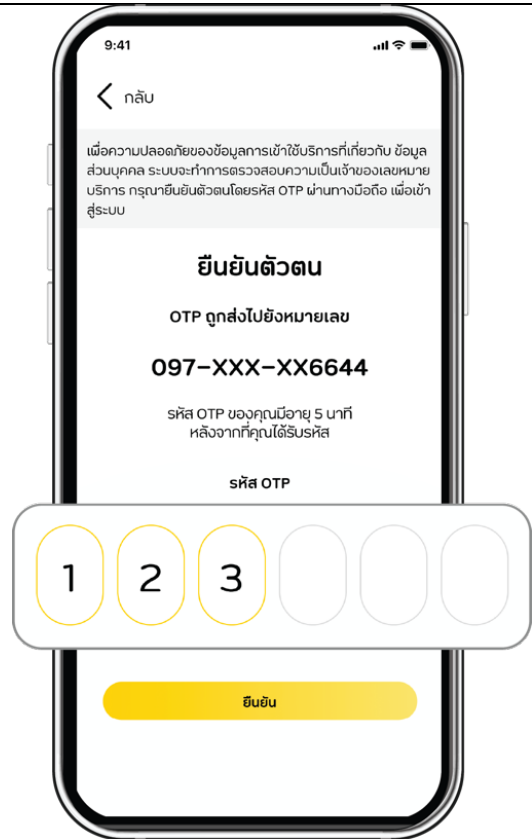 9:41
กลับ
เพื่อความปลอดภัยของข้อมูลการเข้าใช้บริการที่เกี่ยวกับ ข้อมูล
ส่วนบุคคล ระบบจะทำการตรวจสอบความเป็นเจ้าของเลขหมาย
บริการ กรุณายืนยันตัวตนโดยรหัส OTP ผ่านทางมือถือ เพื่อเข้า
สู่ระบบ
ยืนยันตัวตน
OTP ถูกส่งไปยังหมายเลข
097-XXX-XX6644
รหัส OTP ของคุณมีอายุ 5 นาที
หลังจากที่คุณได้รับรหัส
รหัส OTP
1 2 3
ยืนยัน